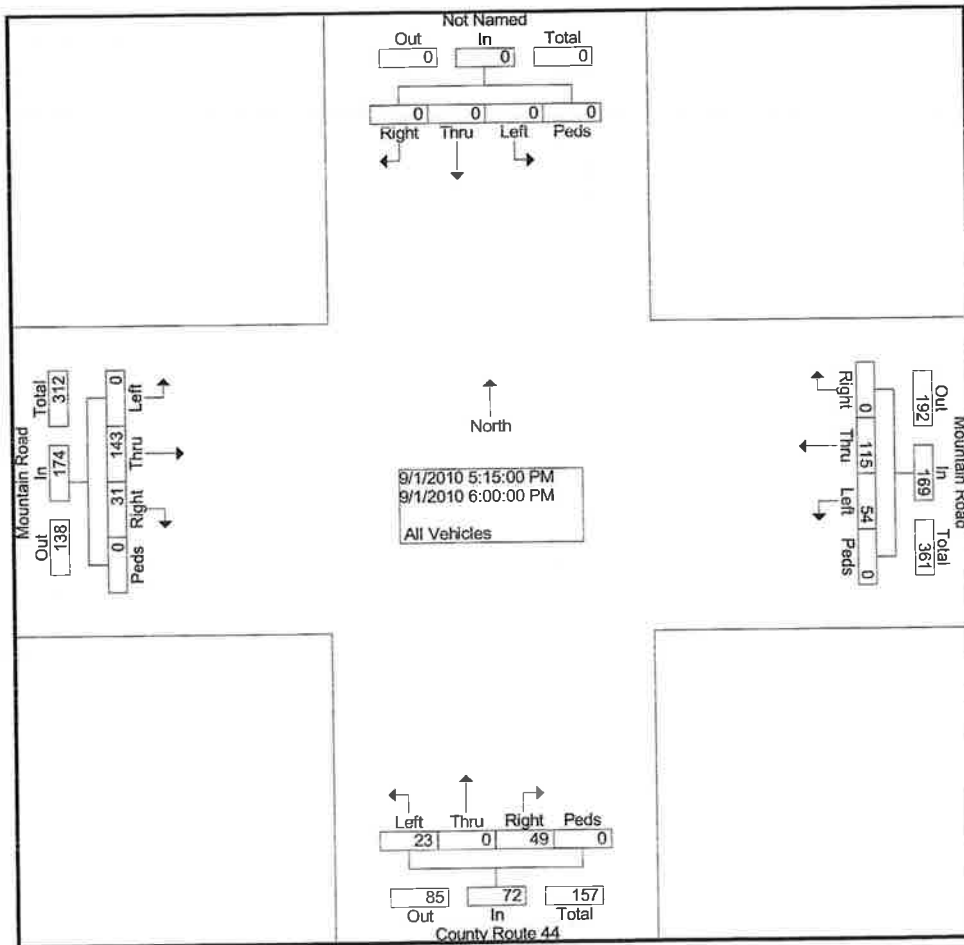 Not Named
Out In Total
0 0 0
0 0 0 0
Right Thru Left Peds
Mountain Road
Total In Out
312 174 138
0 143 31 0
Left Thru Right Peds
North
9/1/2010 5:15:00 PM
9/1/2010 6:00:00 PM
All Vehicles
Right Thru Left Peds
0 115 54 0
Out In Total
192 169 361
Mountain Road
Left Thru Right Peds
23 0 49 0
85 72 157
Out In Total
County Route 44